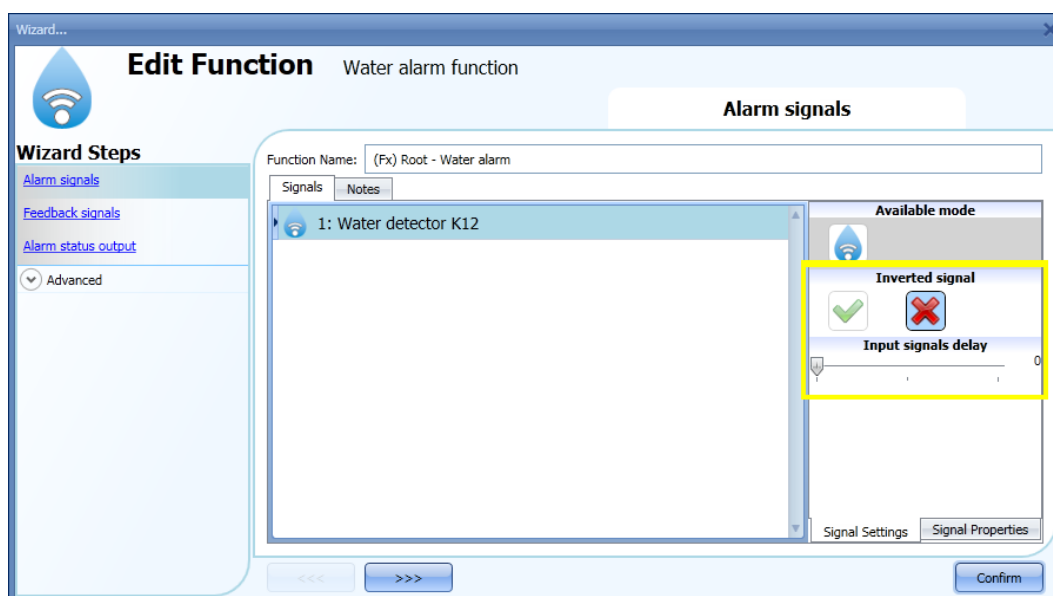 Wizard...
Edit Function Water alarm function
Alarm signals
Wizard Steps
Alarm signals
Feedback signals
Alarm status output
Advanced
Function Name: (Fx) Root - Water alarm
Signals Notes
1: Water detector K12
Available mode
Inverted signal
Input signals delay
0
Signal Settings Signal Properties
<<< >>> Confirm